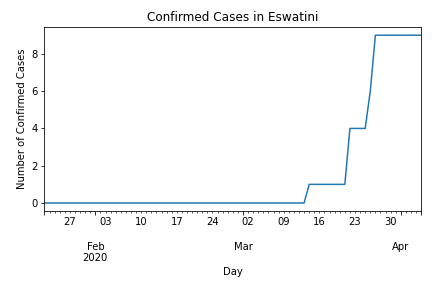 Confirmed Cases in Eswatini
Number of Confirmed Cases
8
6
4
2
0
27 03 10 17 24 02 09 16 23 30
Feb Mar Apr
2020
Day